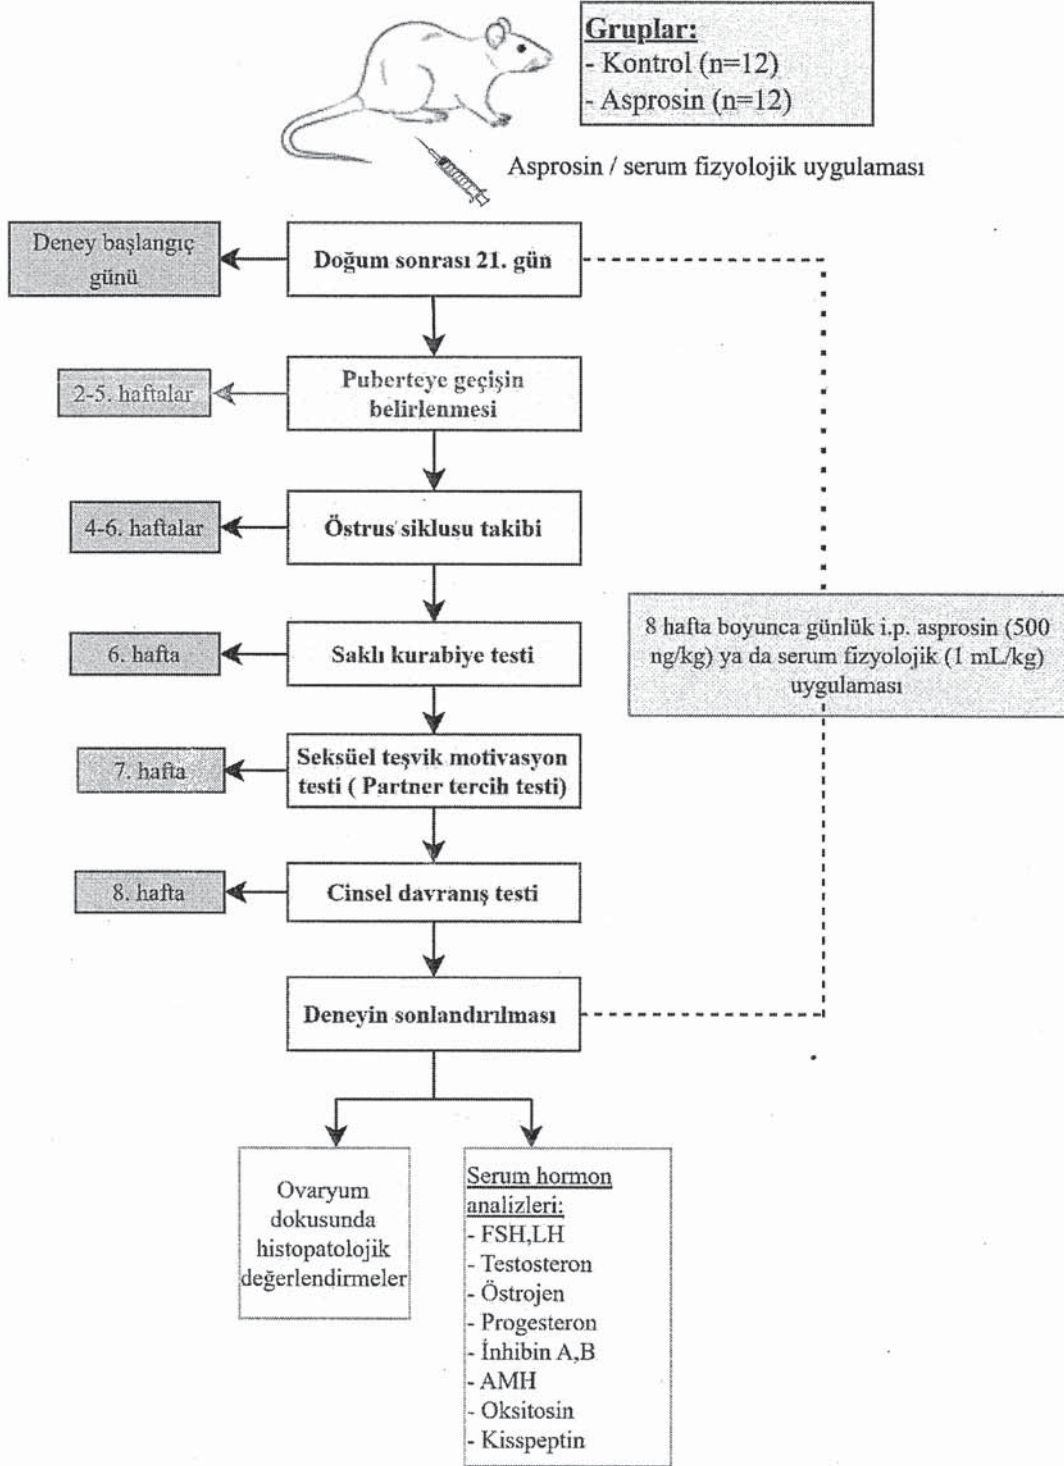 Gruplar:
- Kontrol (n=12)
- Asprosin (n=12)
Asprosin / serum fizyolojik uygulaması
Deney başlangıç
günü
Doğum sonrası 21. gün
2-5. haftalar
Puberteye geçişin
belirlenmesi
4-6. haftalar
Östrus siklusu takibi
6. hafta
Saklı kurabiye testi
8 hafta boyunca günlük i.p. asprosin (500
ng/kg) ya da serum fizyolojik (1 mL/kg)
uygulaması
7. hafta
Seksüel teşvik motivasyon
testi ( Partner tercih testi)
8. hafta
Cinsel davranış testi
Deneyin sonlandırılması
Ovaryum
dokusunda
histopatolojik
değerlendirmeler
Serum hormon
analizleri:
- FSH,LH
- Testosteron
- Östrojen
- Progesteron
- İnhibin A,B
- AMH
- Oksitosin
- Kisspeptin